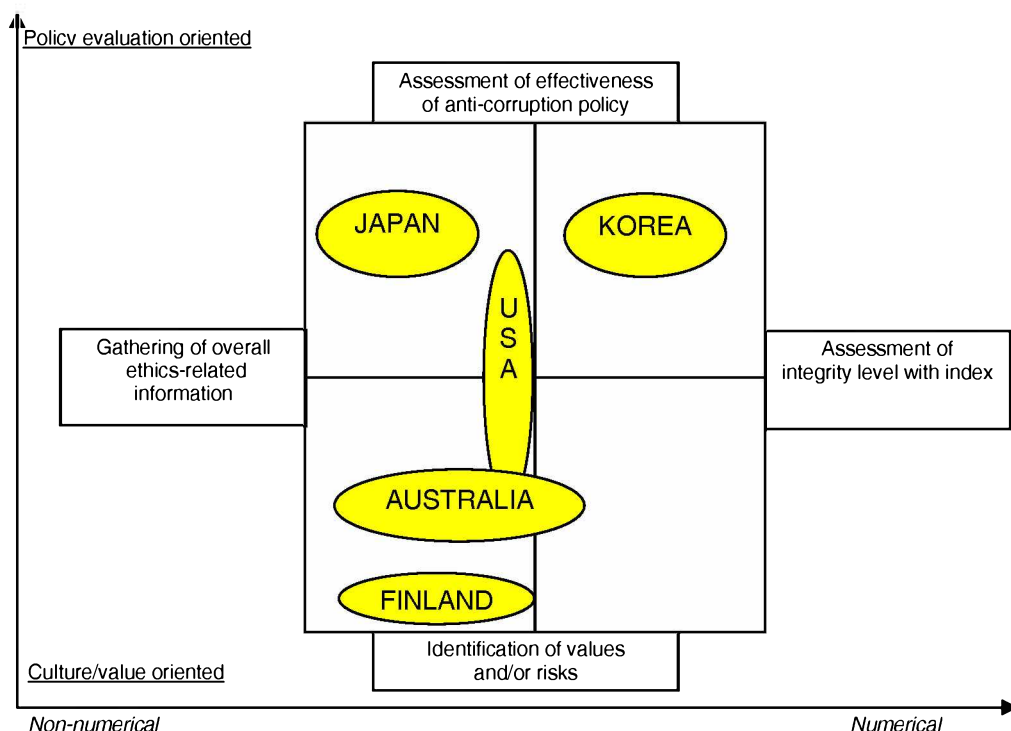 Policy evaluation oriented
Assessment of effectiveness
of anti-corruption policy
JAPAN
KOREA
U
S
A
Gathering of overall
ethics-related
information
Assessment of
integrity level with index
AUSTRALIA
FINLAND
Identification of values
and/or risks
Culture/value oriented
Non-numerical
Numerical